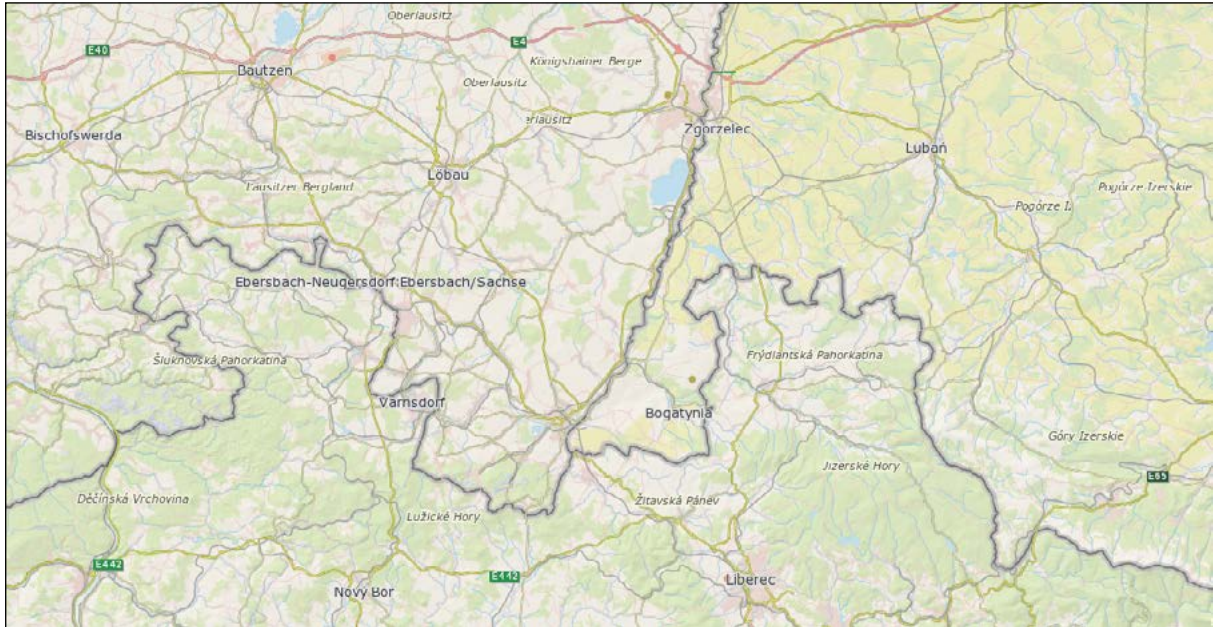 Oberlausitz
E40
E4
Königshainer Berge
Bautzen
Oberlausitz
erlausitz
Bischofswerda
Zgorzelec
Lubań
Löbau
Lausitzer Bergland
Pogórze Izerskie
Pogórze I.
Ebersbach-Neugersdorf:Ebersbach/Sachse
Šluknovská Pahorkatina
Frýdlantská Pahorkatina
Varnsdorf
Bogatynia
Góry Izerskie
Jizerské Hory
E65
Děčínská Vrchovina
Žitavská Pánev
Lužické Hory
E442
E442
Liberec
Nový Bor